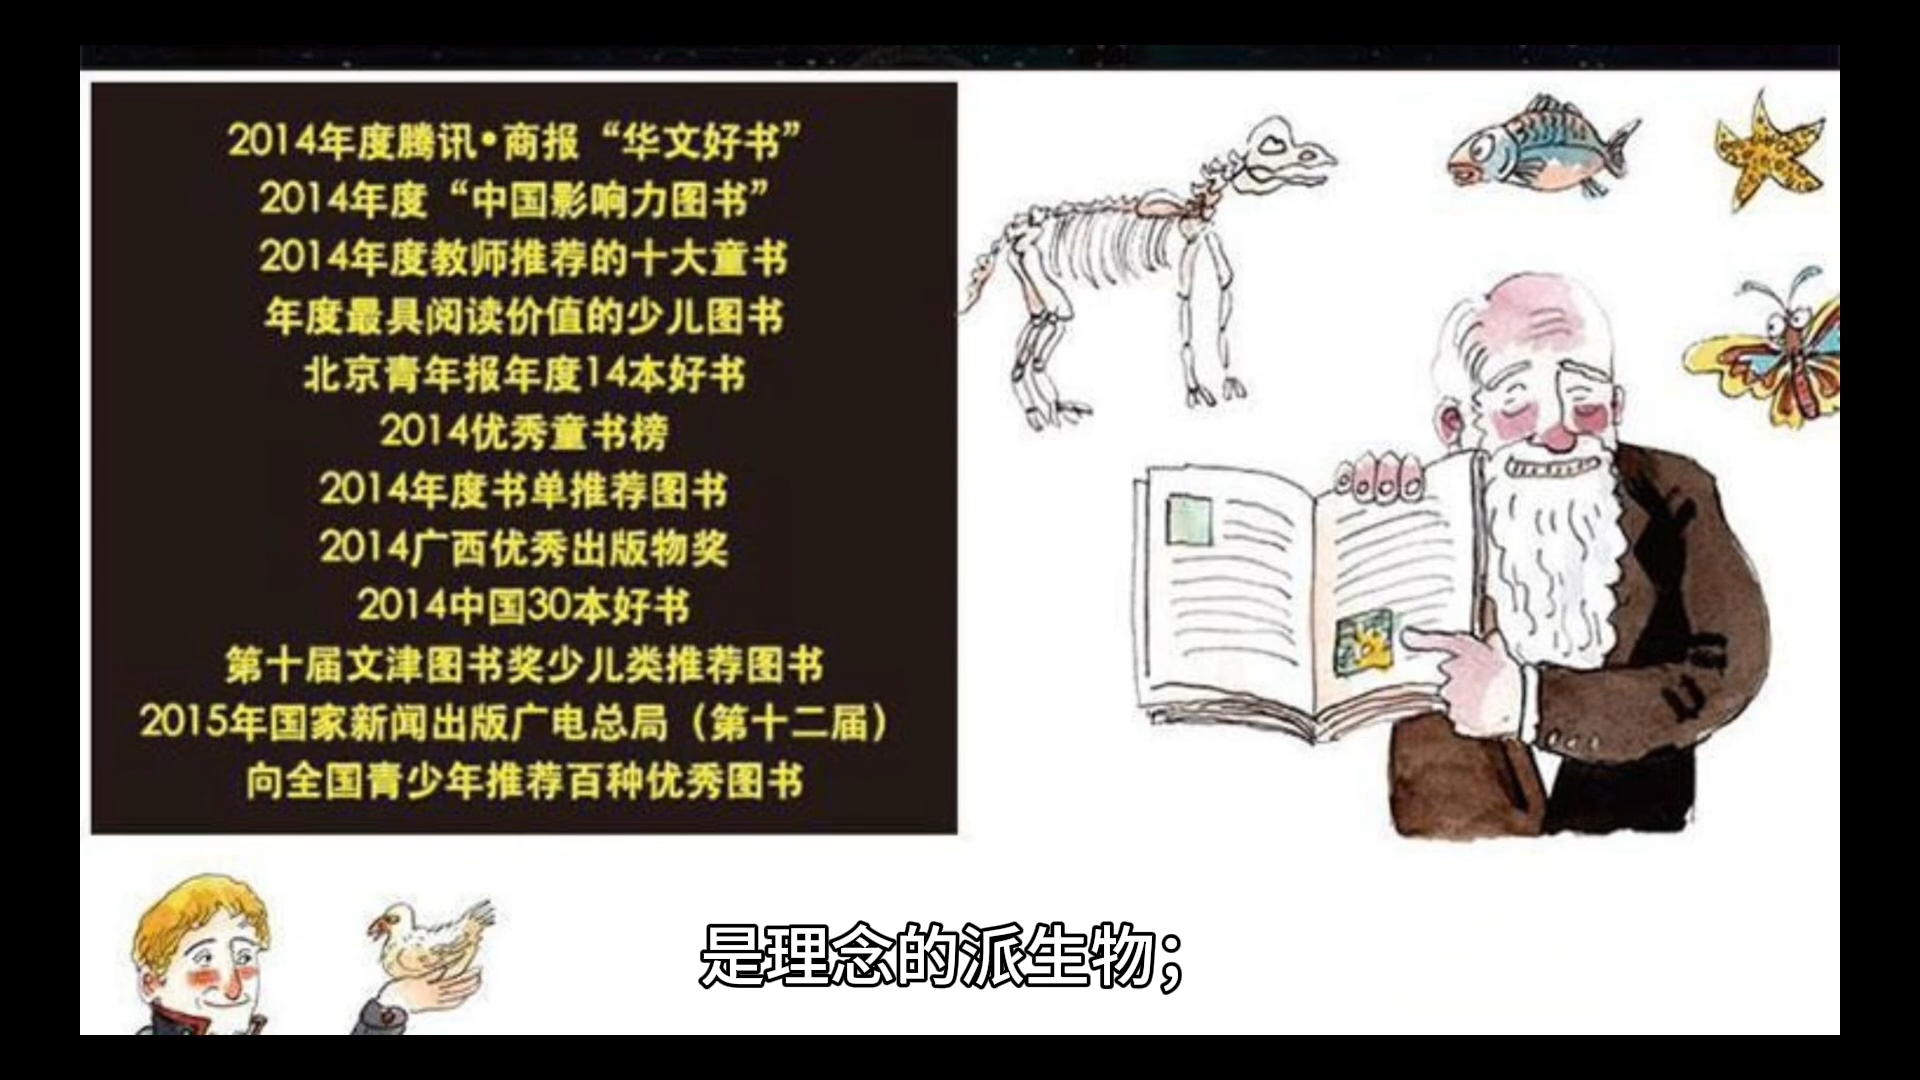 2014年度腾讯•商报“华文好书”
2014年度“中国影响力图书”
2014年度教师推荐的十大童书
年度最具阅读价值的少儿图书
北京青年报年度14本好书
2014优秀童书榜
2014年度书单推荐图书
2014广西优秀出版物奖
2014中国30本好书
第十届文津图书奖少儿类推荐图书
2015年国家新闻出版广电总局（第十二届）
向全国青少年推荐百种优秀图书
是理念的派生物；